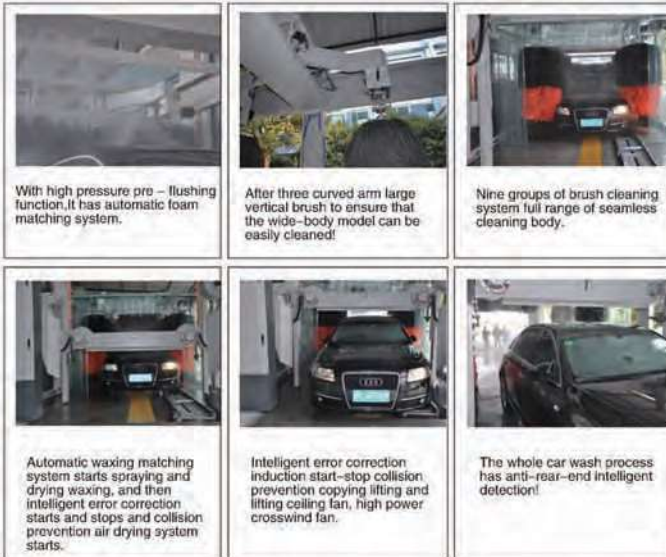 With high pressure pre – flushing
function,It has automatic foam
matching system.
After three curved arm large
vertical brush to ensure that
the wide–body model can be
easily cleaned!
Nine groups of brush cleaning
system full range of seamless
cleaning body.
Automatic waxing matching
system starts spraying and
drying waxing, and then
intelligent error correction
starts and stops and collision
prevention air drying system
starts.
Intelligent error correction
induction start–stop collision
prevention copying lifting and
lifting ceiling fan, high power
crosswind fan.
The whole car wash process
has anti–rear–end intelligent
detection!